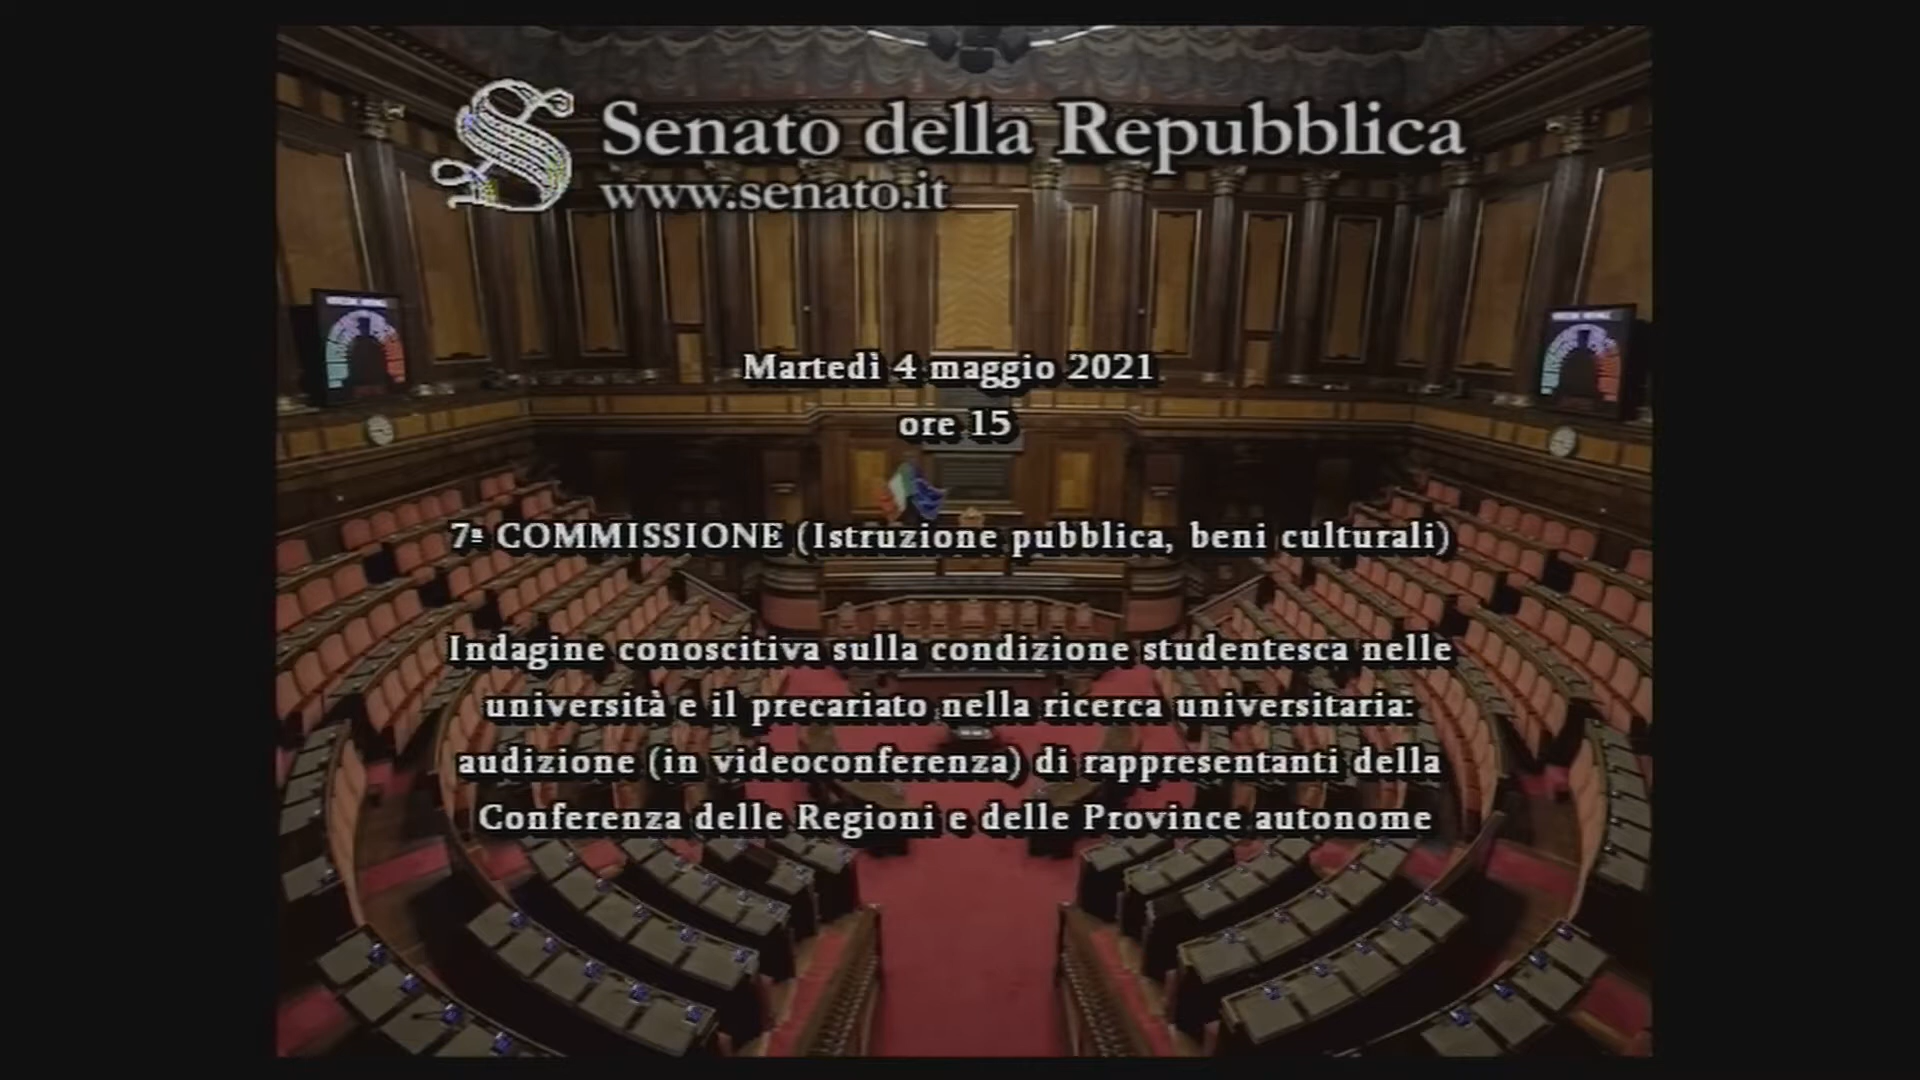 Senato della Repubblica
www.senato.it
Martedì 4 maggio 2021
ore 15
7ª COMMISSIONE (Istruzione pubblica, beni culturali)
Indagine conoscitiva sulla condizione studentesca nelle
università e il precariato nella ricerca universitaria:
audizione (in videoconferenza) di rappresentanti della
Conferenza delle Regioni e delle Province autonome